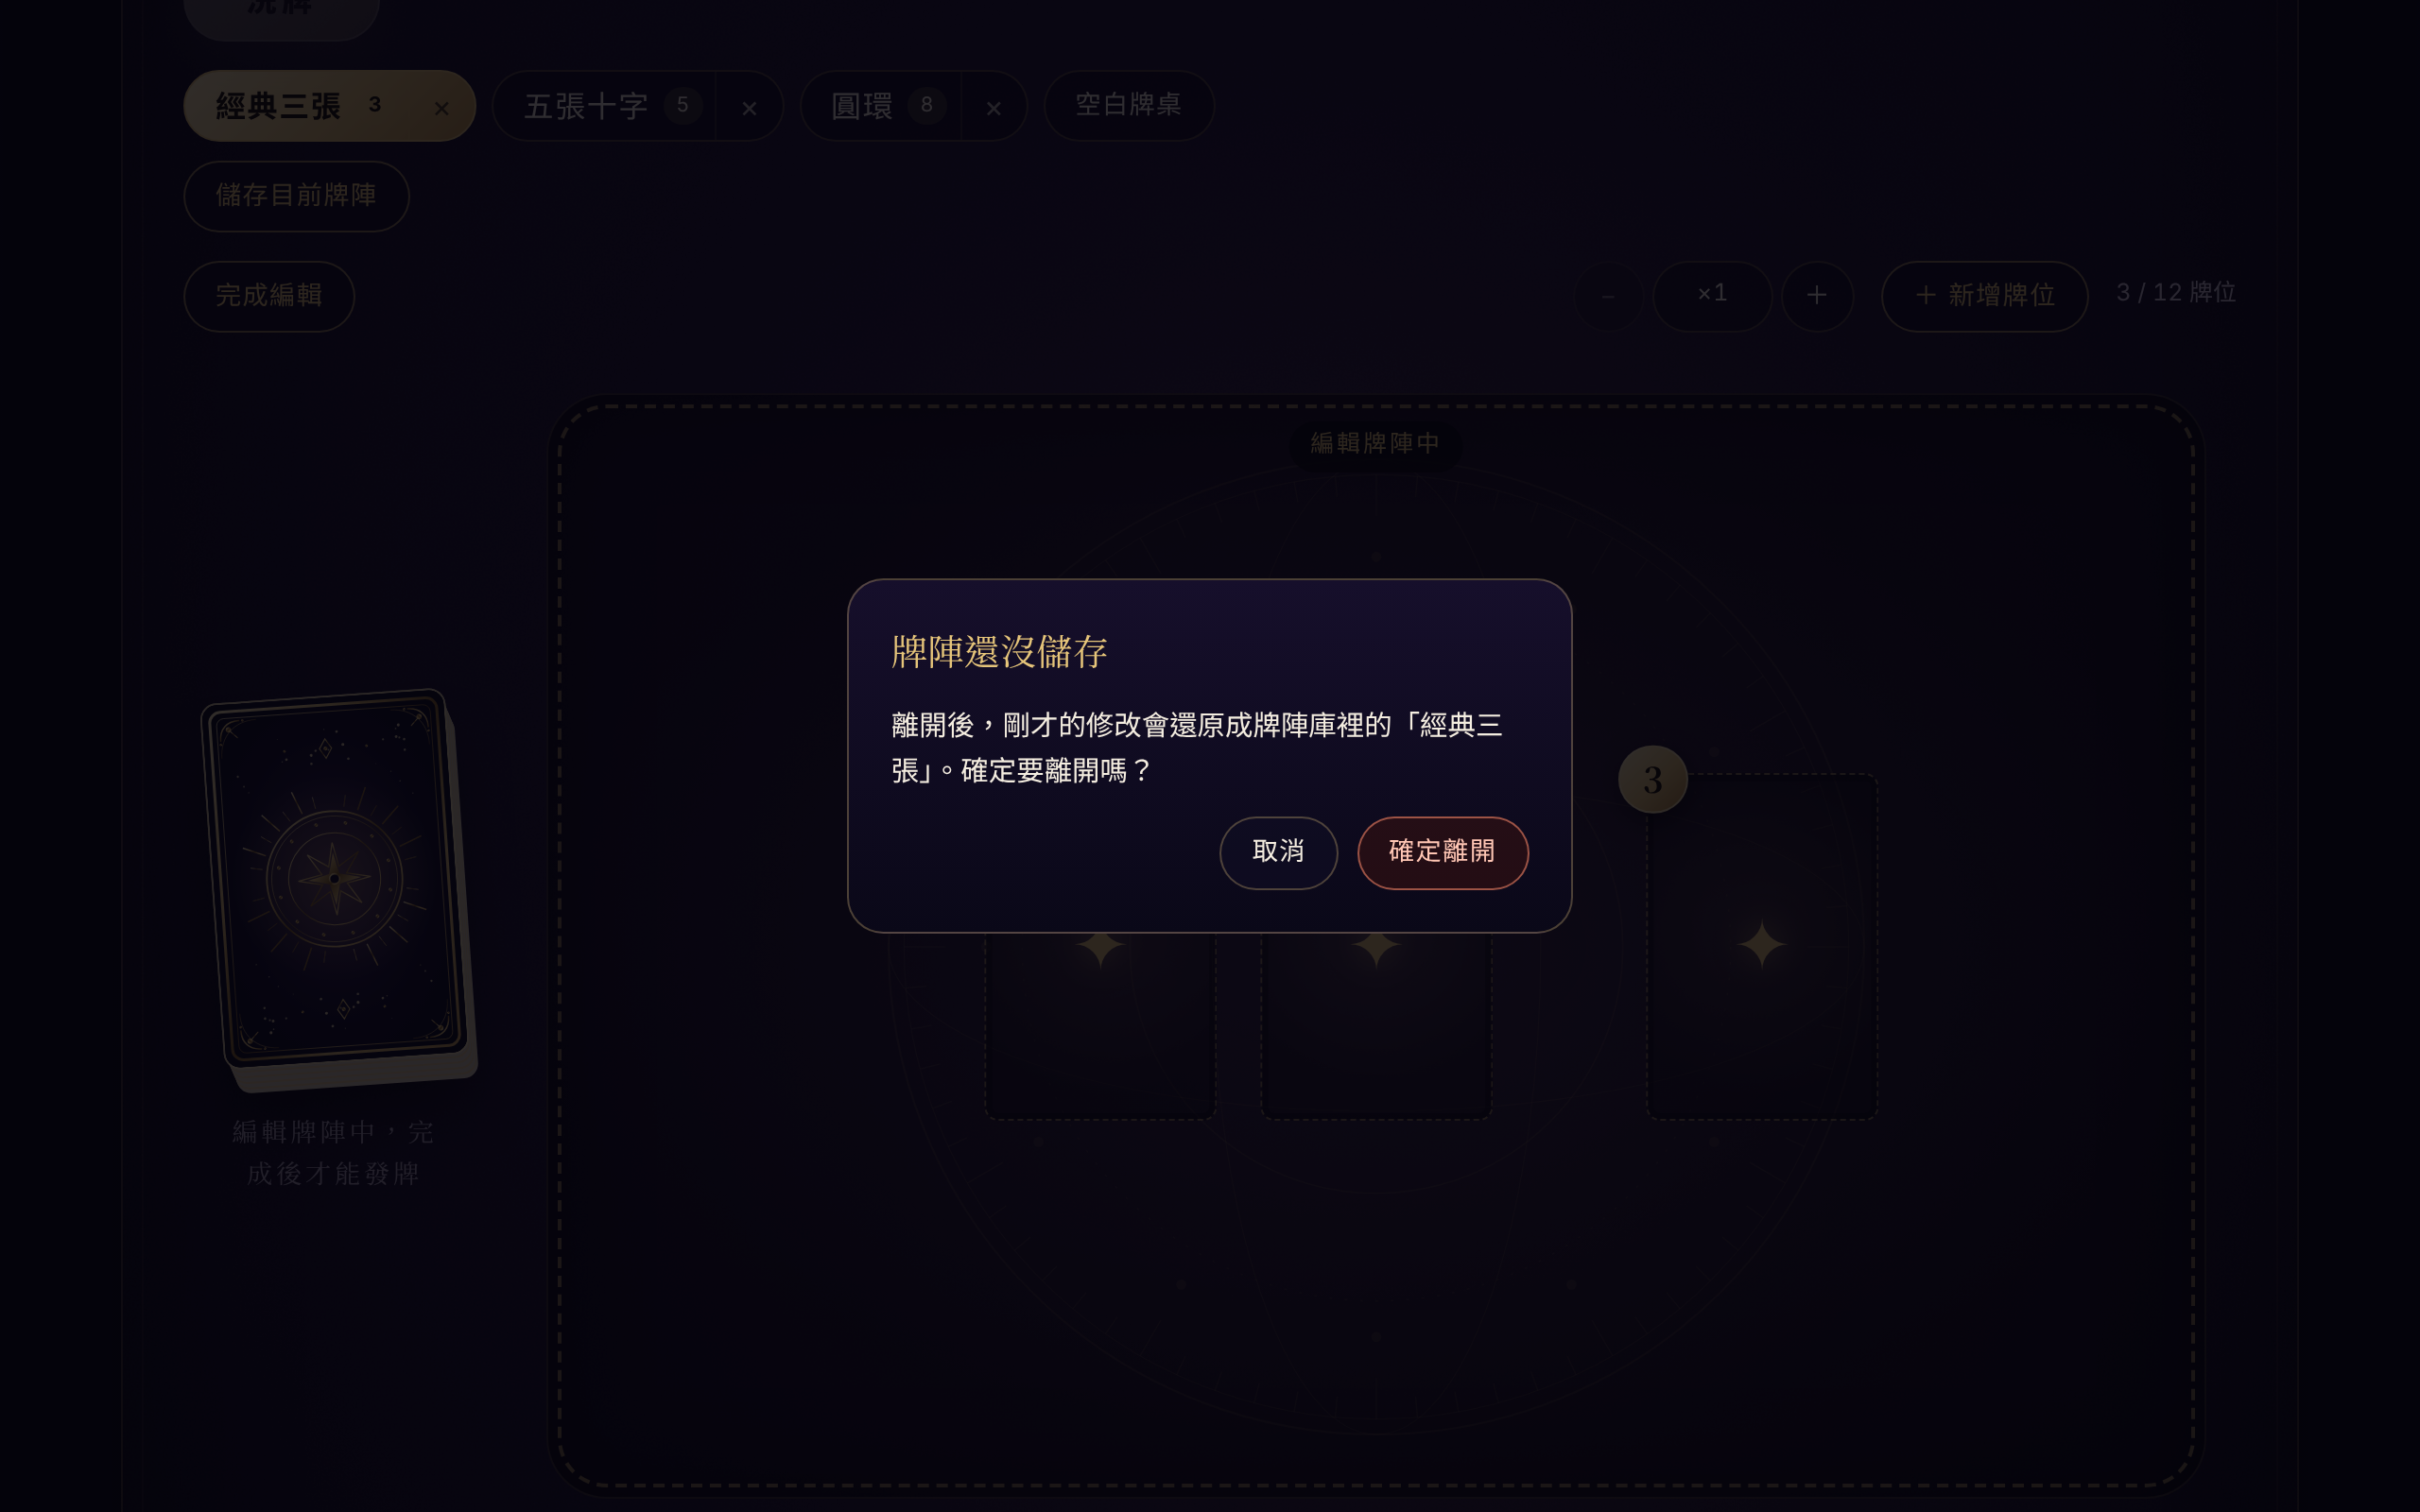 洗牌
經典三張 3 ×
五張十字 5 ×
圓環 8 ×
空白牌桌
儲存目前牌陣
完成編輯
−
×1
＋
＋ 新增牌位
3 / 12 牌位
編輯牌陣中
牌陣還沒儲存
離開後，剛才的修改會還原成牌陣庫裡的「經典三
張」。確定要離開嗎？
取消
確定離開
3
編輯牌陣中，完
成後才能發牌